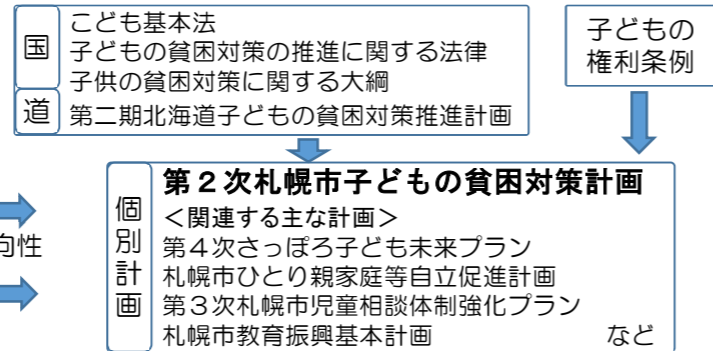 国
こども基本法
子どもの貧困対策の推進に関する法律
子供の貧困対策に関する大綱
道
第二期北海道子どもの貧困対策推進計画
子どもの
権利条例
向性
個別計画
第2次札幌市子どもの貧困対策計画
<関連する主な計画>
第4次さっぽろ子ども未来プラン
札幌市ひとり親家庭等自立促進計画
第3次札幌市児童相談体制強化プラン
札幌市教育振興基本計画 など